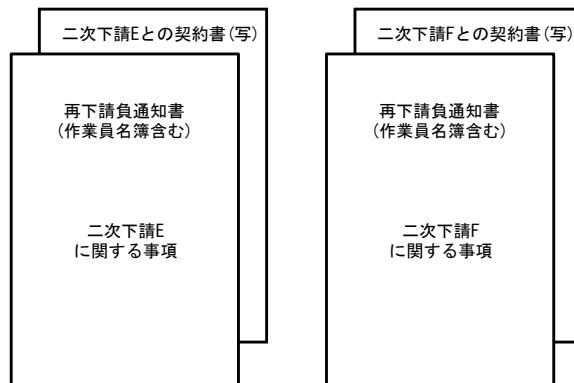 二次下請Eとの契約書(写)
再下請負通知書
(作業員名簿含む)
二次下請E
に関する事項
二次下請Fとの契約書(写)
再下請負通知書
(作業員名簿含む)
二次下請F
に関する事項